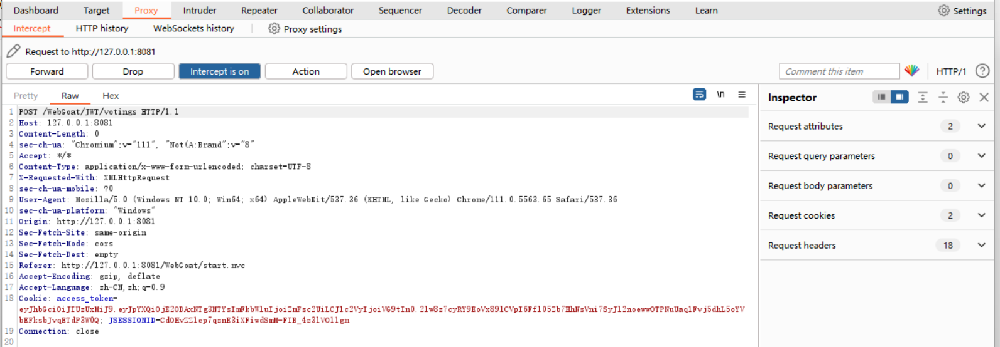 Dashboard Target Proxy Intruder Repeater Collaborator Sequencer Decoder Comparer Logger Extensions Learn Settings
Intercept HTTP history WebSockets history Proxy settings
Request to http://127.0.0.1:8081
Forward Drop Intercept is on Action Open browser Comment this item HTTP/1
Pretty Raw Hex \n
Inspector
1 POST /WebGoat/JWT/votings HTTP/1.1
2 Host: 127.0.0.1:8081
3 Content-Length: 0
4 sec-ch-ua: "Chromium";v="111", "Not(A:Brand";v="8"
5 Accept: */*
6 Content-Type: application/x-www-form-urlencoded; charset=UTF-8
7 X-Requested-With: XMLHttpRequest
8 sec-ch-ua-mobile: ?0
9 User-Agent: Mozilla/5.0 (Windows NT 10.0; Win64; x64) AppleWebKit/537.36 (KHTML, like Gecko) Chrome/111.0.5563.65 Safari/537.36
10 sec-ch-ua-platform: "Windows"
11 Origin: http://127.0.0.1:8081
12 Sec-Fetch-Site: same-origin
13 Sec-Fetch-Mode: cors
14 Sec-Fetch-Dest: empty
15 Referer: http://127.0.0.1:8081/WebGoat/start.mvc
16 Accept-Encoding: gzip, deflate
17 Accept-Language: zh-CN,zh;q=0.9
18 Cookie: access_token=
JSESSIONID=
19 Connection: close
20
Request attributes 2
Request query parameters 0
Request body parameters 0
Request cookies 2
Request headers 18